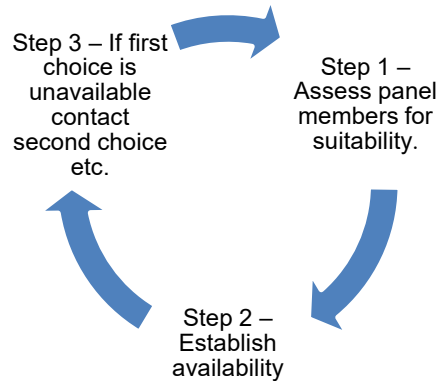 Step 3 – If first
choice is
unavailable
contact
second choice
etc.
Step 1 –
Assess panel
members for
suitability.
Step 2 –
Establish
availability